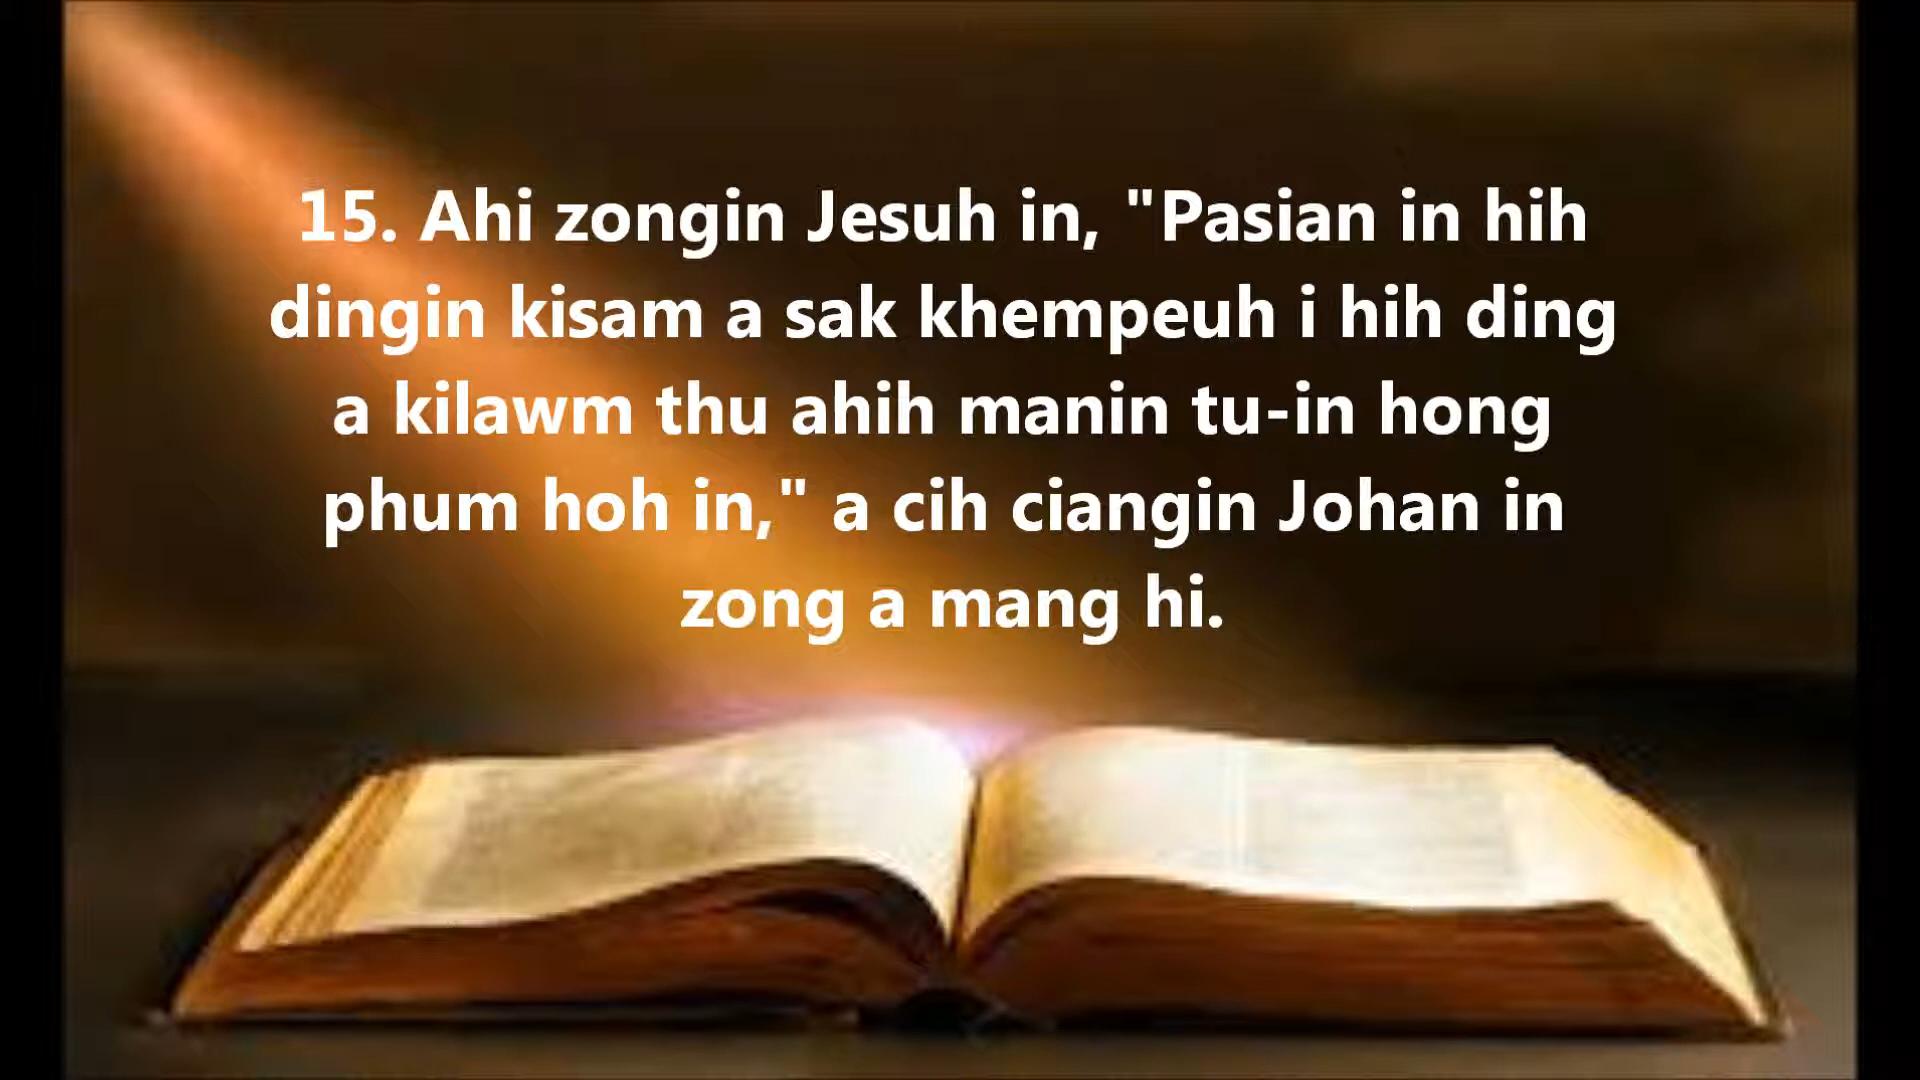 15. Ahi zongin Jesuh in, "Pasian in hih
dingin kisam a sak khempeuh i hih ding
a kilawm thu ahih manin tu-in hong
phum hoh in," a cih ciangin Johan in
zong a mang hi.